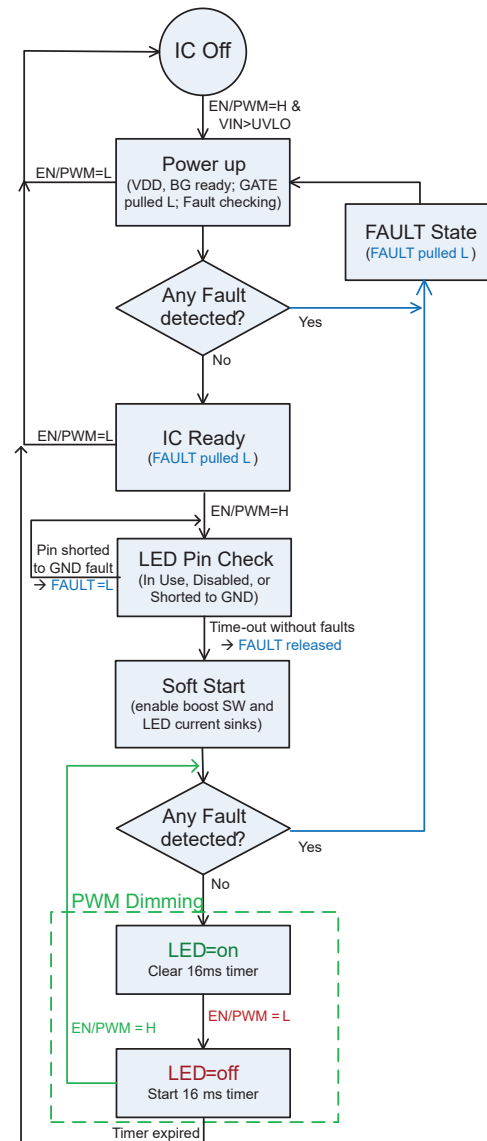 IC Off
EN/PWM=H &
VIN>UVLO
EN/PWM=L
Power up
(VDD, BG ready; GATE
pulled L; Fault checking)
FAULT State
(FAULT pulled L )
Any Fault
detected?
Yes
No
EN/PWM=L
IC Ready
(FAULT pulled L )
EN/PWM=H
Pin shorted
to GND fault
→ FAULT=L
LED Pin Check
(In Use, Disabled, or
Shorted to GND)
Time-out without faults
→ FAULT released
Soft Start
(enable boost SW and
LED current sinks)
Any Fault
detected?
Yes
No
PWM Dimming
LED=on
Clear 16ms timer
EN/PWM = L
EN/PWM = H
LED=off
Start 16 ms timer
Timer expired